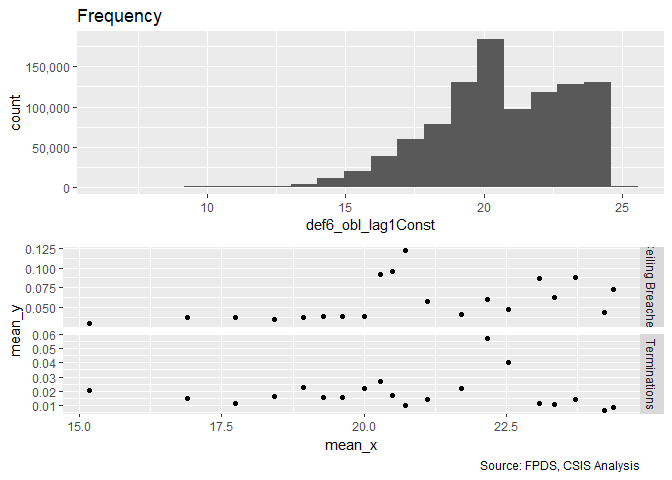 Frequency
150,000
100,000
50,000
0
count
10
15
20
25
def6_obl_lag1Const
0.125
0.100
0.075
0.050
eiling Breache
0.06
0.05
0.04
0.03
0.02
0.01
Terminations
mean_y
15.0
17.5
20.0
22.5
mean_x
Source: FPDS, CSIS Analysis